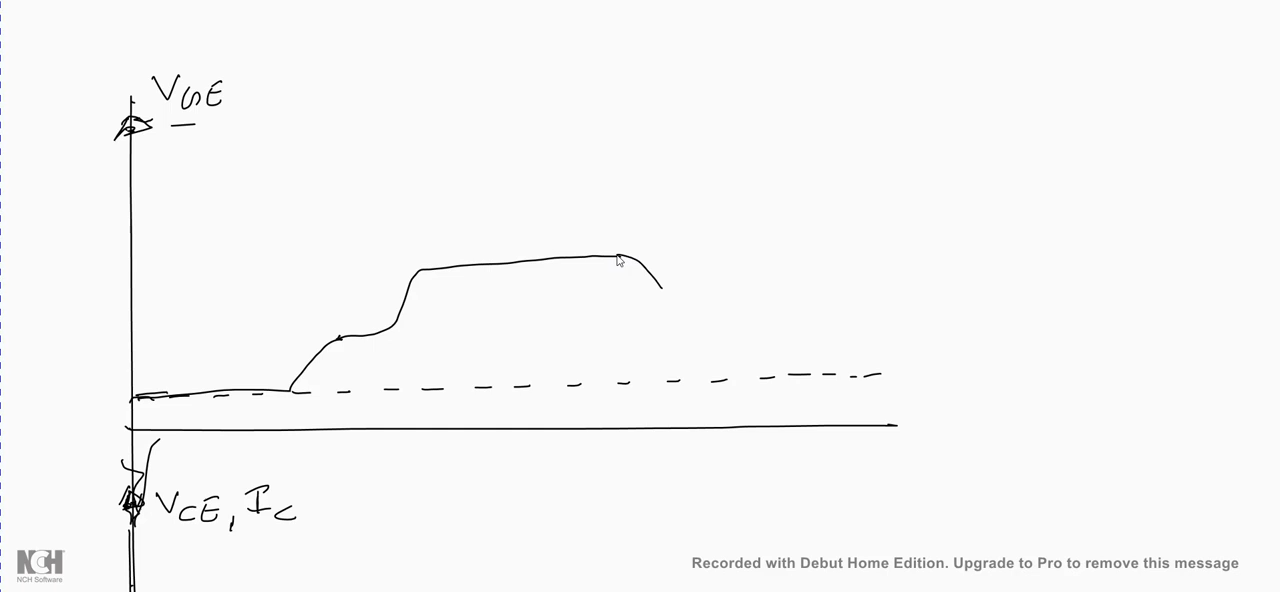 VGE
VCE, IC
NCH
NCH Software
Recorded with Debut Home Edition. Upgrade to Pro to remove this message